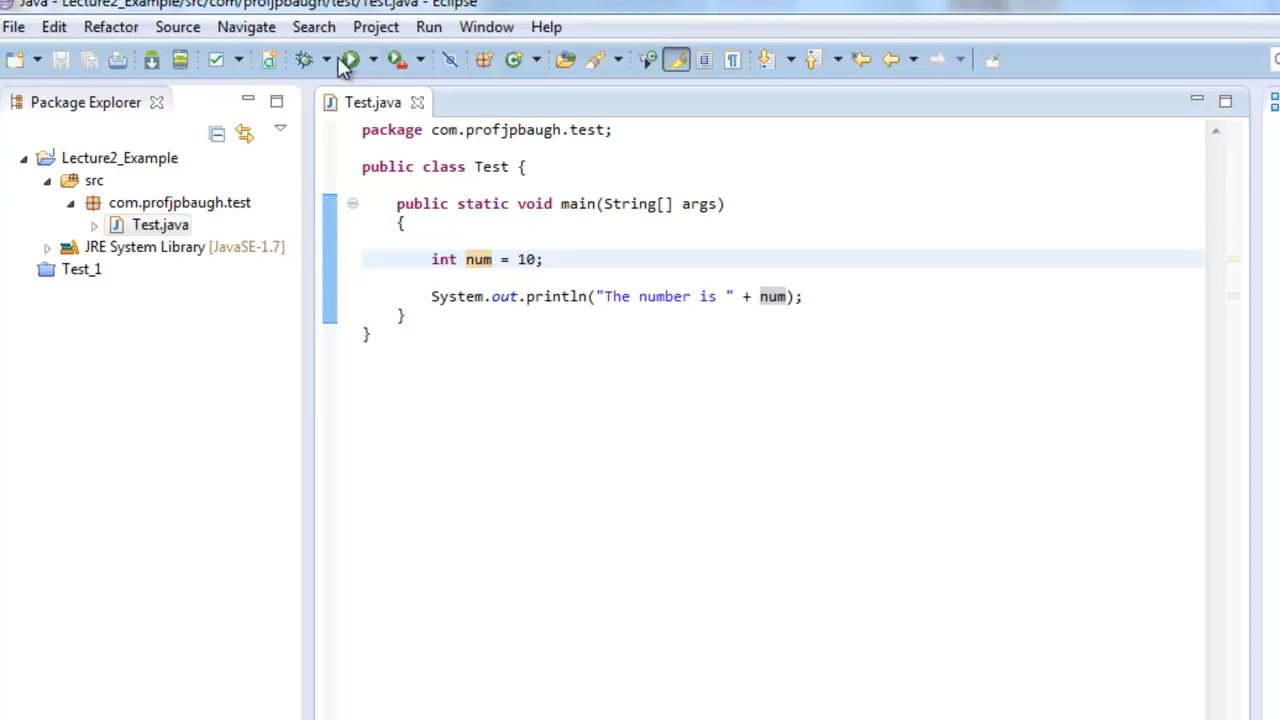 Java - Lecture2_Example/src/com/profjpbaugh/test/Test.java - Eclipse
File Edit Refactor Source Navigate Search Project Run Window Help
Package Explorer
Test.java
Lecture2_Example
src
com.profjpbaugh.test
Test.java
JRE System Library [JavaSE-1.7]
Test_1
package com.profjpbaugh.test;
public class Test {
public static void main(String[] args)
{
int num = 10;
System.out.println("The number is " + num);
}
}